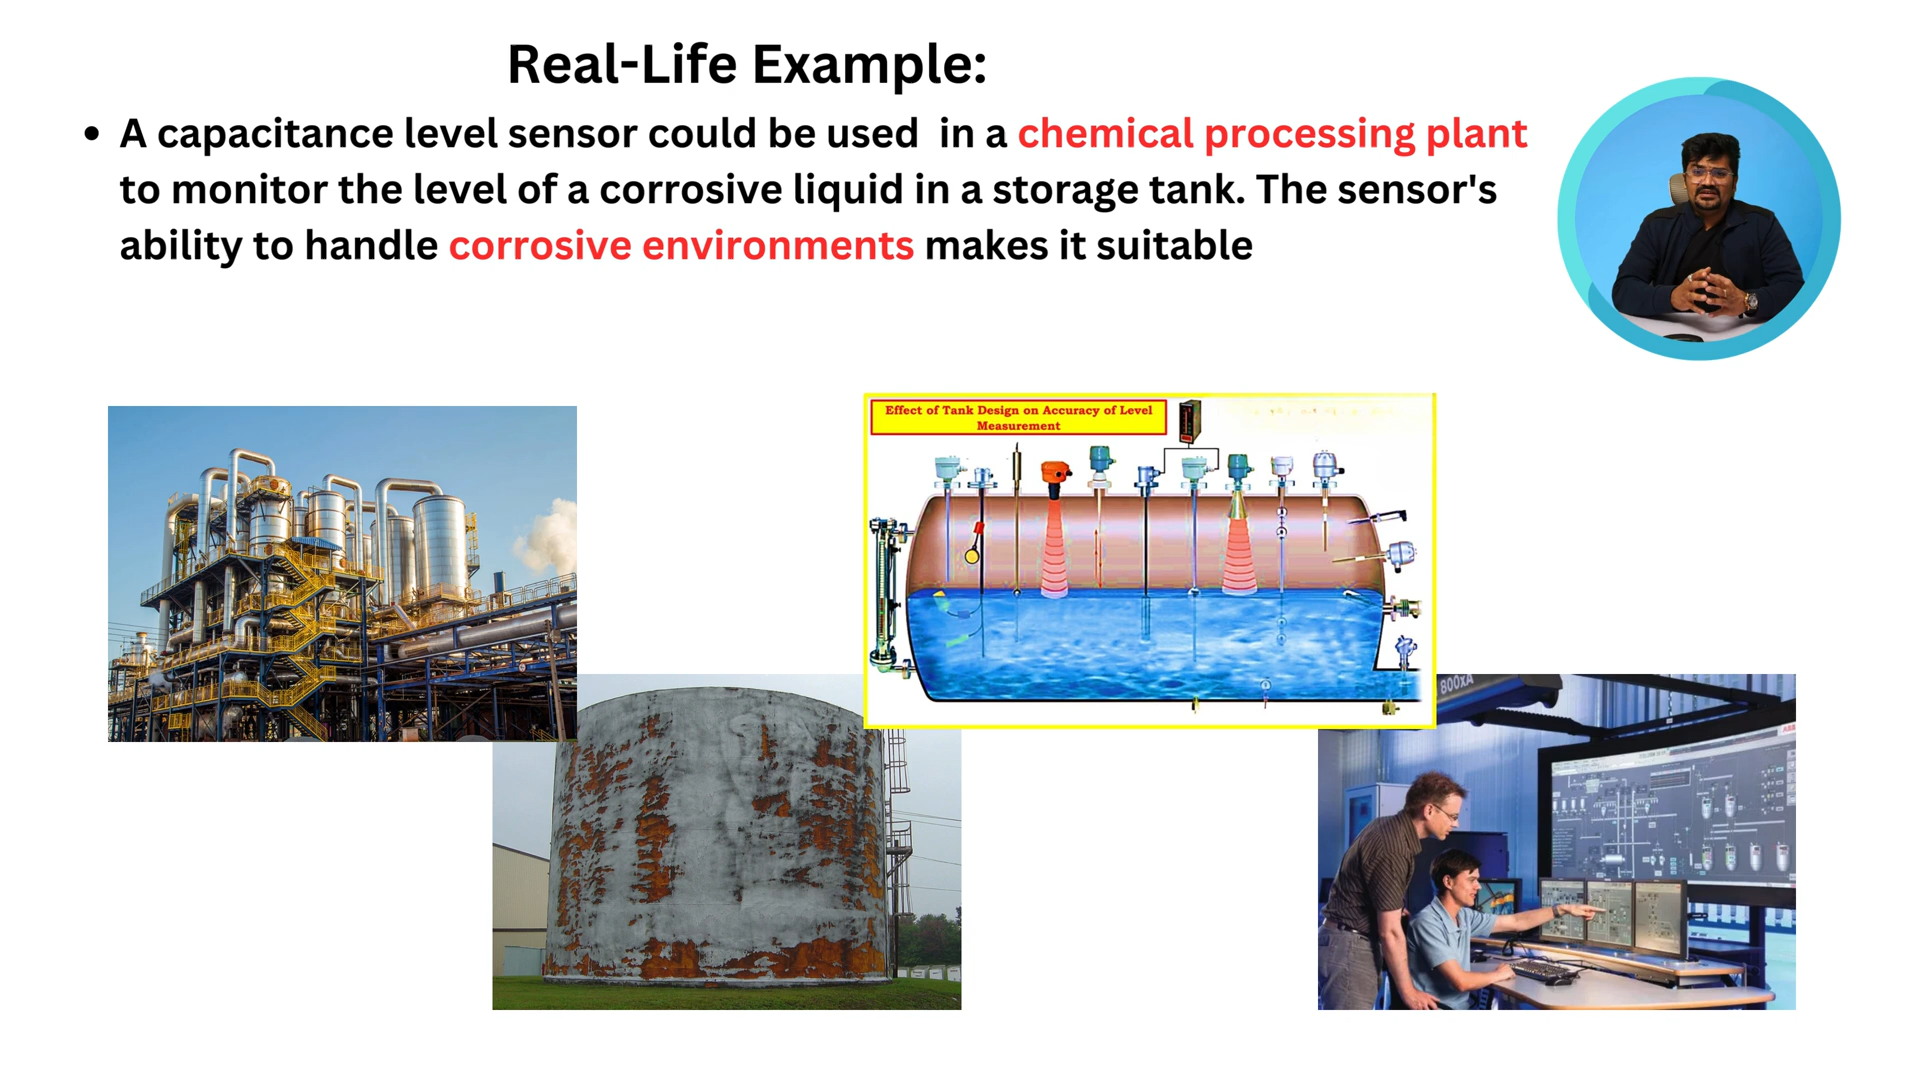 Real-Life Example:
• A capacitance level sensor could be used  in a chemical processing plant
to monitor the level of a corrosive liquid in a storage tank. The sensor's
ability to handle corrosive environments makes it suitable
Effect of Tank Design on Accuracy of Level
Measurement
800xA
ABB